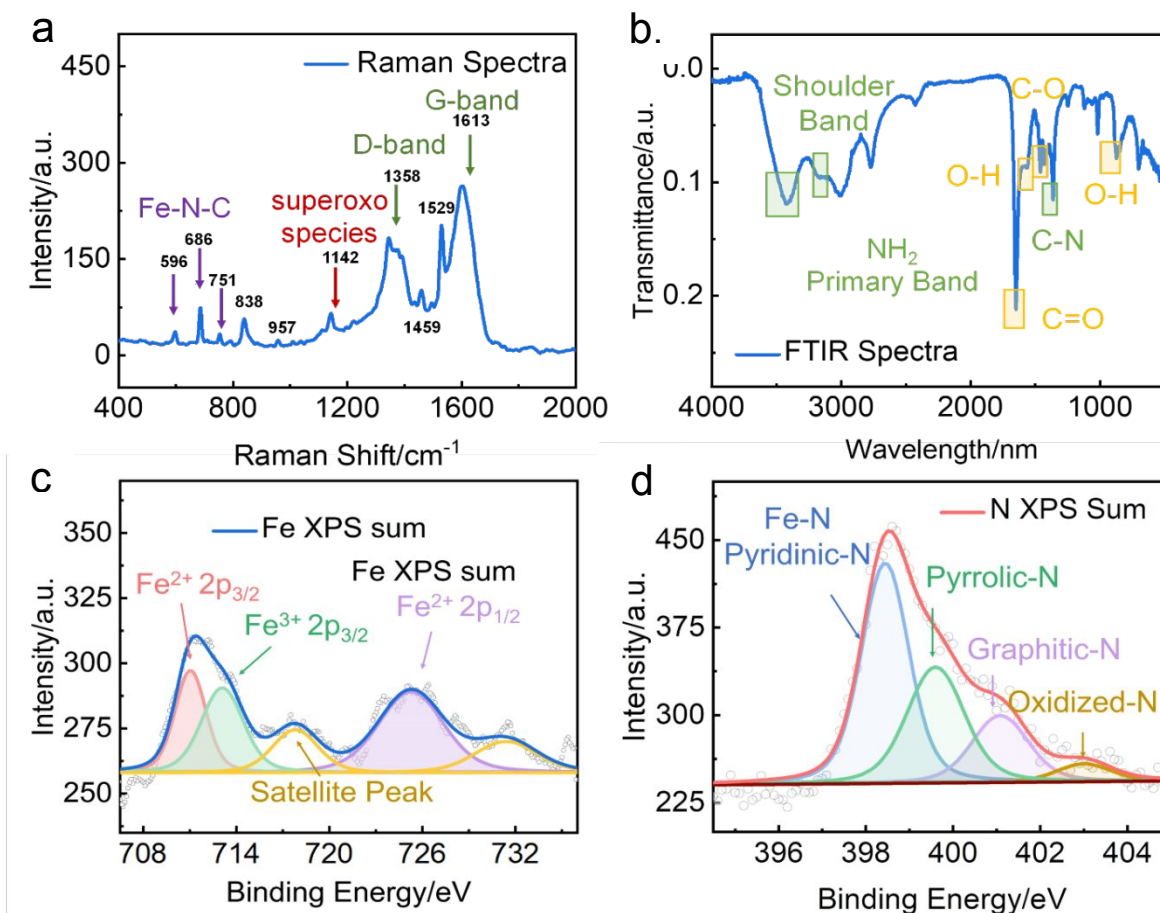 a
Raman Spectra
G-band
1613
D-band
1358
superoxo
species
1142
1529
1459
Fe-N-C
686
596
751
838
957
450
300
150
0
Intensity/a.u.
400 800 1200 1600 2000
Raman Shift/cm⁻¹
b.
0.0
0.1
0.2
Transmittance/a.u.
Shoulder
Band
C-O
O-H
O-H
C-N
NH₂
Primary Band
C=O
FTIR Spectra
4000 3000 2000 1000
Wavelength/nm
c
Fe XPS sum
Fe XPS sum
Fe²⁺ 2p₃/₂
Fe³⁺ 2p₃/₂
Fe²⁺ 2p₁/₂
Satellite Peak
350
325
300
275
250
Intensity/a.u.
708 714 720 726 732
Binding Energy/eV
d
N XPS Sum
Fe-N
Pyridinic-N
Pyrrolic-N
Graphitic-N
Oxidized-N
450
375
300
225
Intensity/a.u.
396 398 400 402 404
Binding Energy/eV